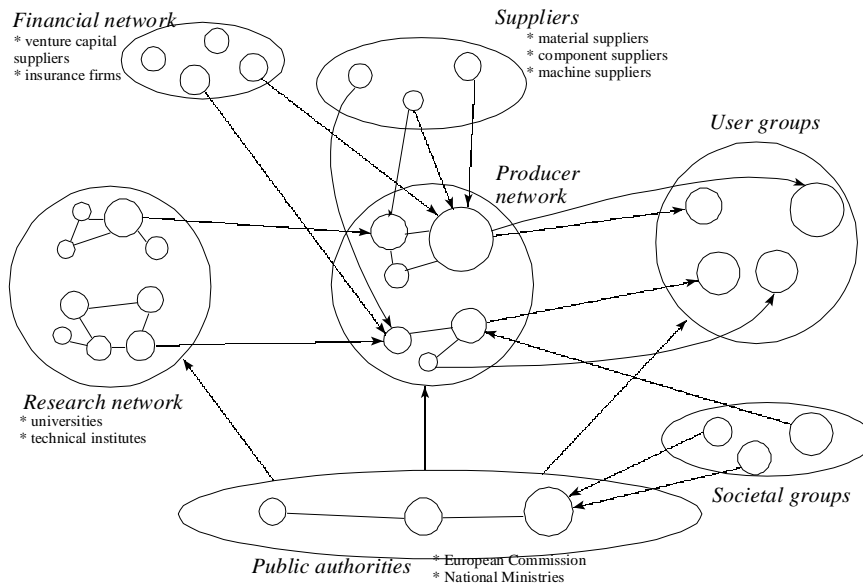 Financial network
* venture capital
suppliers
* insurance firms
Suppliers
* material suppliers
* component suppliers
* machine suppliers
User groups
Producer
network
Research network
* universities
* technical institutes
Societal groups
Public authorities
* European Commission
* National Ministries